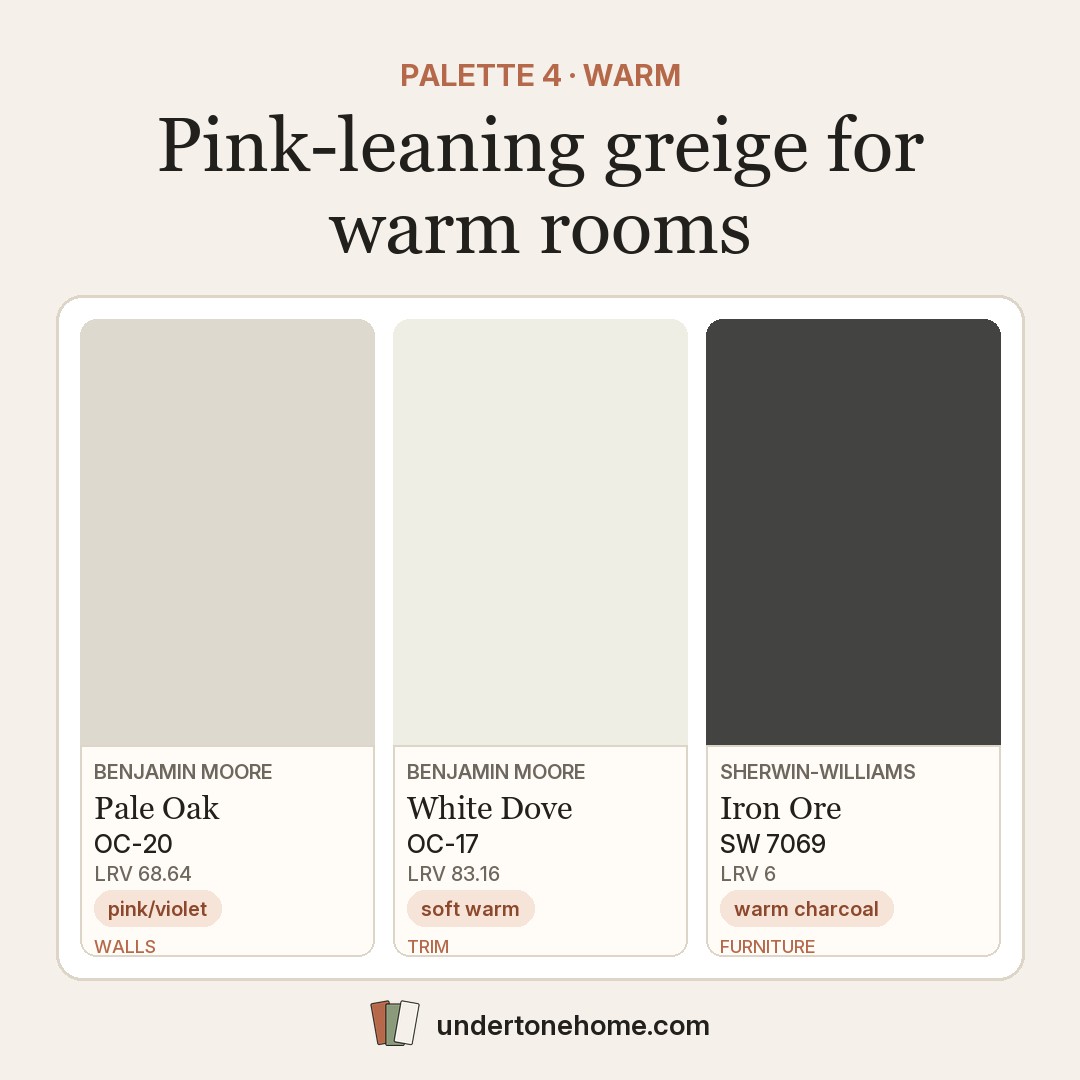 PALETTE 4 · WARM
Pink-leaning greige for
warm rooms
BENJAMIN MOORE
Pale Oak
OC-20
LRV 68.64
pink/violet
WALLS
BENJAMIN MOORE
White Dove
OC-17
LRV 83.16
soft warm
TRIM
SHERWIN-WILLIAMS
Iron Ore
SW 7069
LRV 6
warm charcoal
FURNITURE
undertonehome.com